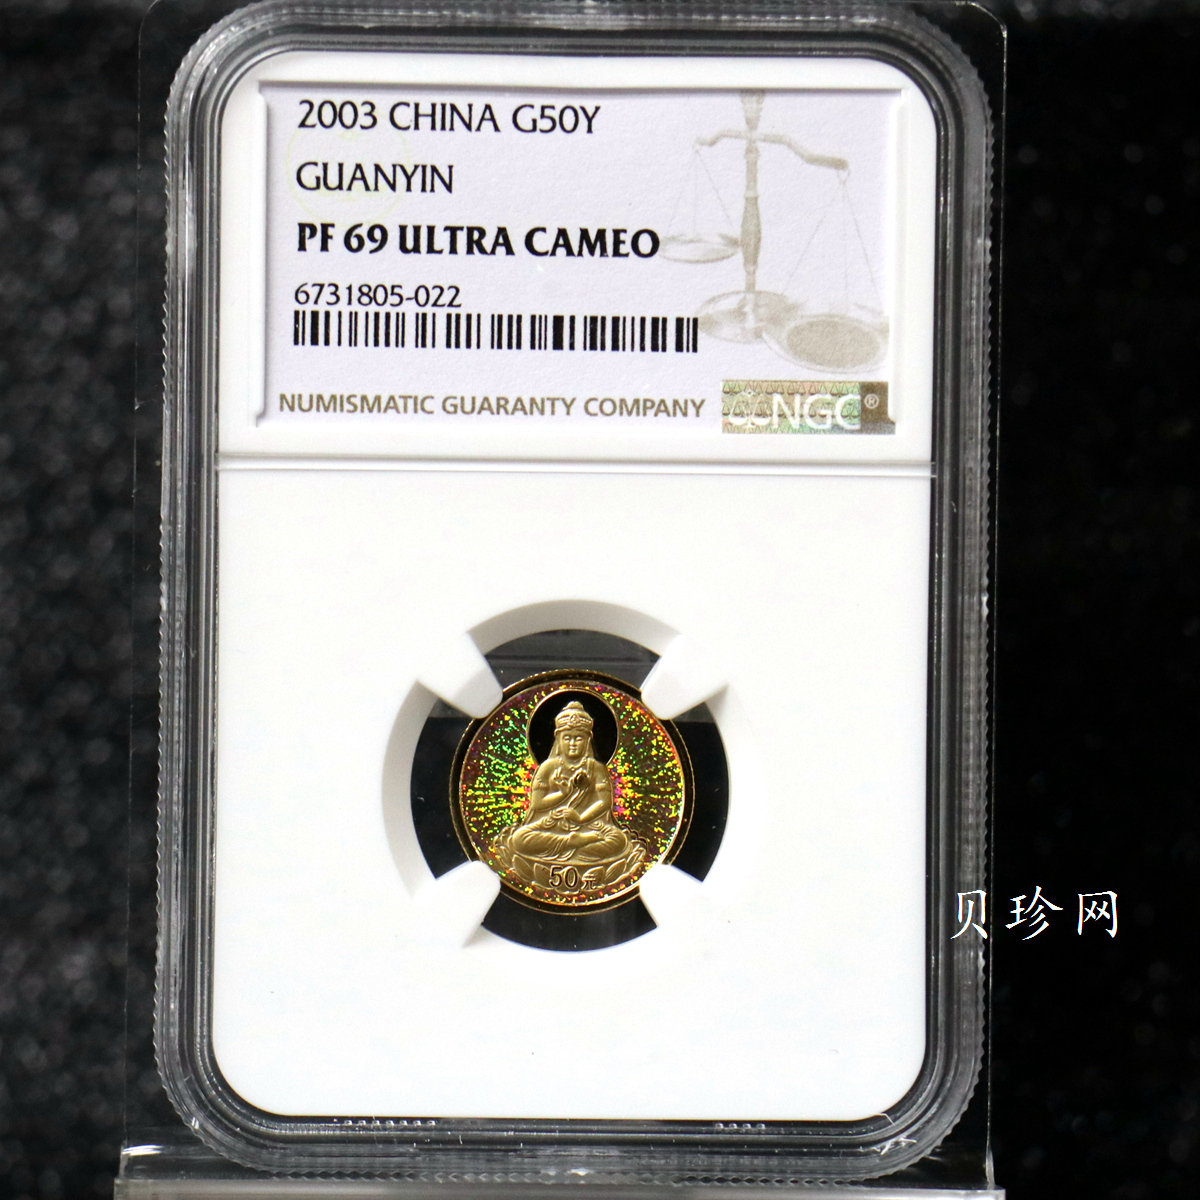 2003 CHINA G50Y
GUANYIN
PF 69 ULTRA CAMEO
6731805-022
NUMISMATIC GUARANTY COMPANY
NGC®
50元
贝珍网